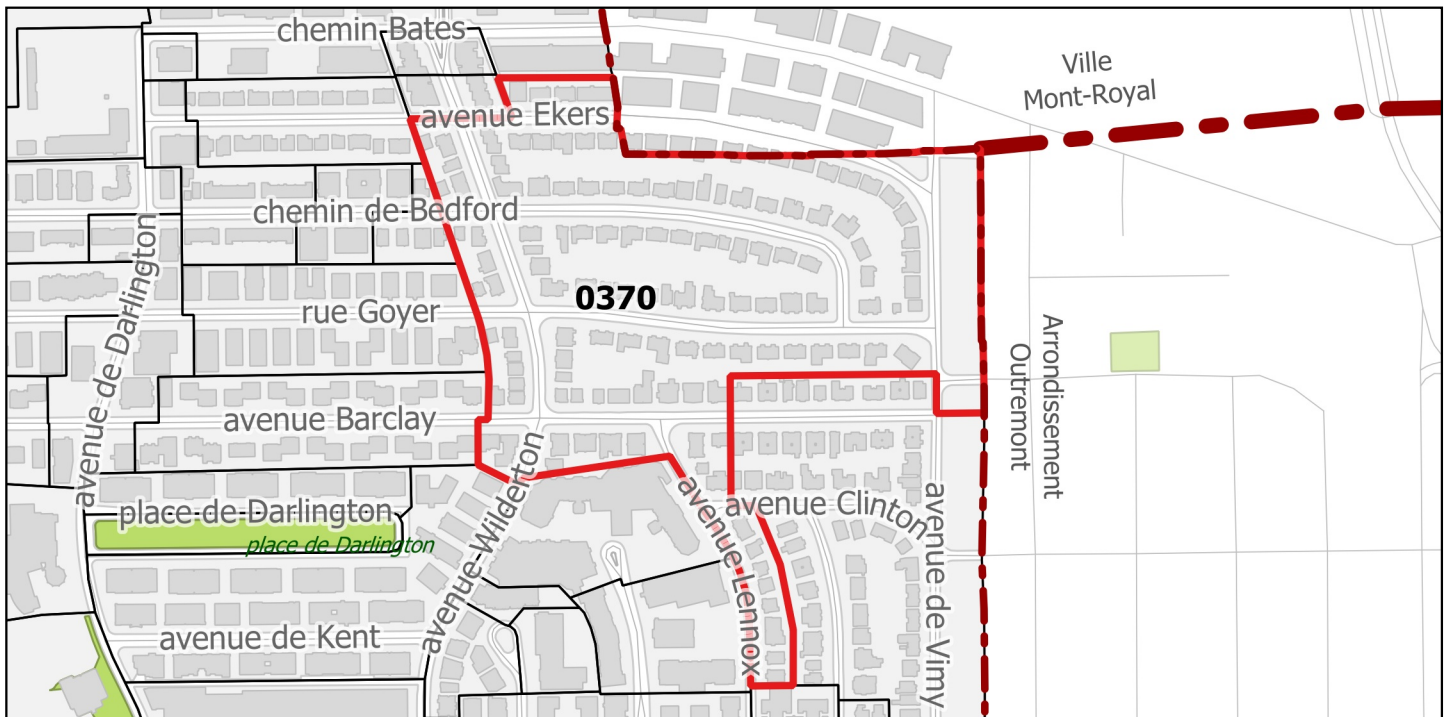 chemin Bates
Ville
Mont-Royal
avenue Ekers
chemin de Bedford
avenue de Darlington
0370
rue Goyer
Arrondissement
Outremont
avenue Barclay
avenue Wilderton
place de Darlington
place de Darlington
avenue Lennox
avenue Clinton
avenue de Vimy
avenue de Kent